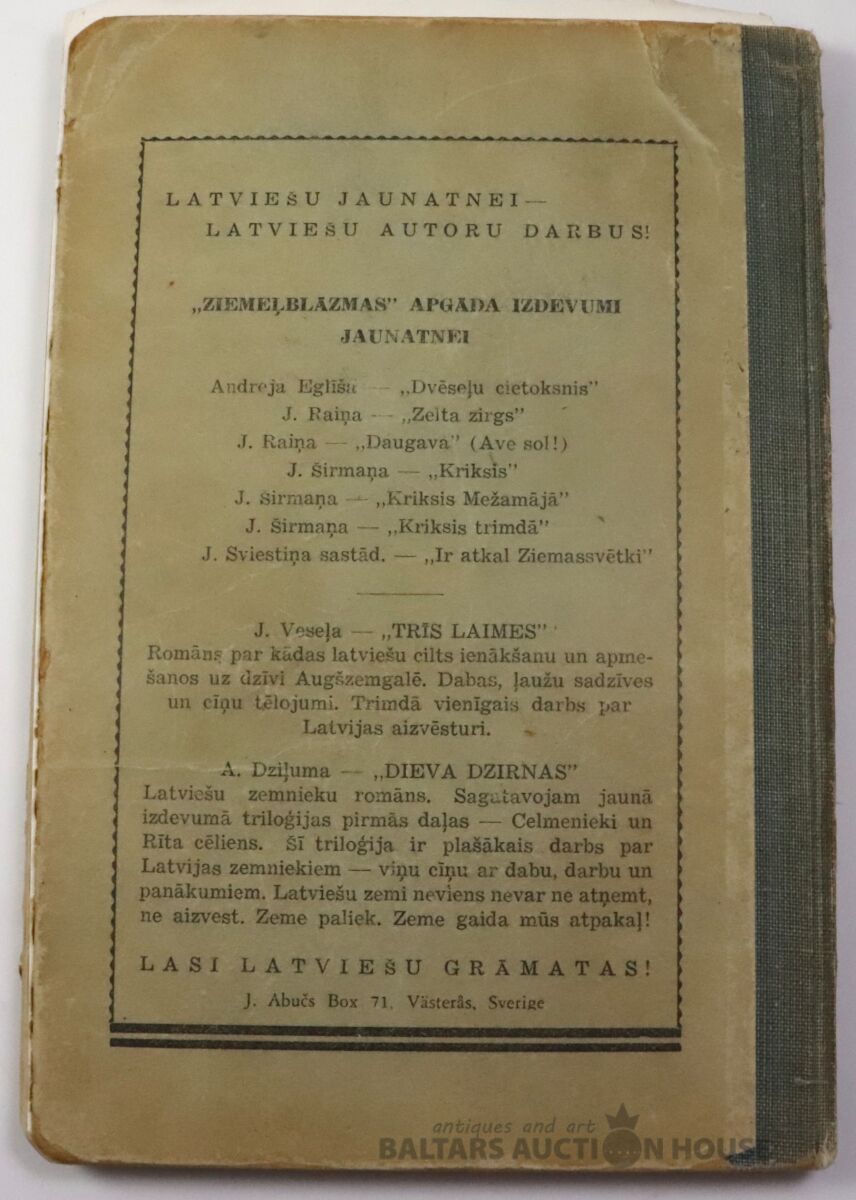 LATVIEŠU JAUNATNEI —
LATVIEŠU AUTORU DARBUS!
„ZIEMEĻBLĀZMAS” APGĀDA IZDEVUMI
JAUNATNEI
Andreja Eglīša — „Dvēseļu cietoksnis”
J. Raiņa — „Zelta zirgs”
J. Raiņa — „Daugava” (Ave sol!)
J. Širmaņa — „Kriksis”
J. Širmaņa — „Kriksis Mežamājā”
J. Širmaņa — „Kriksis trimdā”
J. Sviestiņa sastād. — „Ir atkal Ziemassvētki”
J. Veseļa — „TRĪS LAIMES”
Romāns par kādas latviešu cilts ienākšanu un apme-
šanos uz dzīvi Augšzemgalē. Dabas, ļaužu sadzīves
un cīņu tēlojumi. Trimdā vienīgais darbs par
Latvijas aizvēsturi.
A. Dziļuma — „DIEVA DZIRNAS”
Latviešu zemnieku romāns. Sagatavojam jaunā
izdevumā triloģijas pirmās daļas — Celmenieki un
Rīta cēliens. Šī triloģija ir plašākais darbs par
Latvijas zemniekiem — viņu cīņu ar dabu, darbu un
panākumiem. Latviešu zemi neviens nevar ne atņemt,
ne aizvest. Zeme paliek. Zeme gaida mūs atpakaļ!
LASI LATVIEŠU GRĀMATAS!
J. Abučs Box 71, Västerås, Sverige
antiques and art
BALTARS AUCTION HOUSE